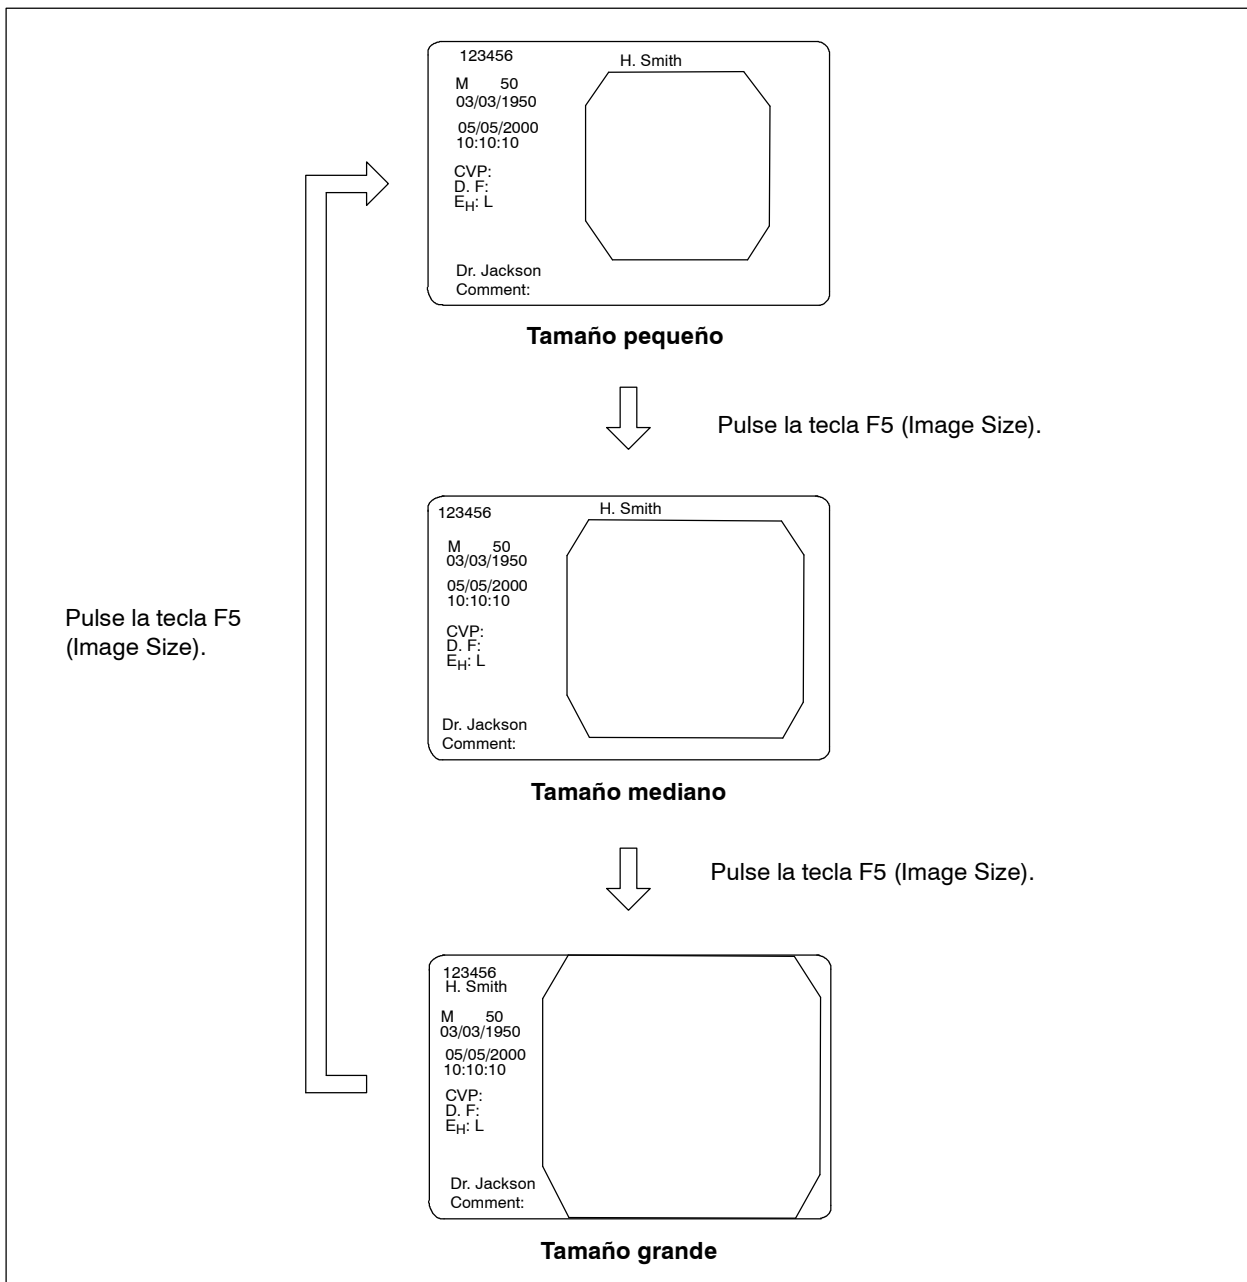 123456
H. Smith
M 50
03/03/1950
05/05/2000
10:10:10
CVP:
D. F:
EH: L
Dr. Jackson
Comment:
Tamaño pequeño
Pulse la tecla F5 (Image Size).
123456
H. Smith
M 50
03/03/1950
05/05/2000
10:10:10
CVP:
D. F:
EH: L
Dr. Jackson
Comment:
Tamaño mediano
Pulse la tecla F5
(Image Size).
Pulse la tecla F5 (Image Size).
123456
H. Smith
M 50
03/03/1950
05/05/2000
10:10:10
CVP:
D. F:
EH: L
Dr. Jackson
Comment:
Tamaño grande